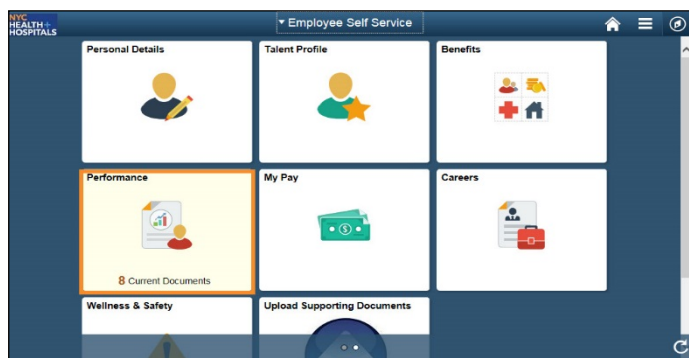 NYC
HEALTH+
HOSPITALS
Employee Self Service
Personal Details
Talent Profile
Benefits
Performance
8 Current Documents
My Pay
Careers
Wellness & Safety
Upload Supporting Documents